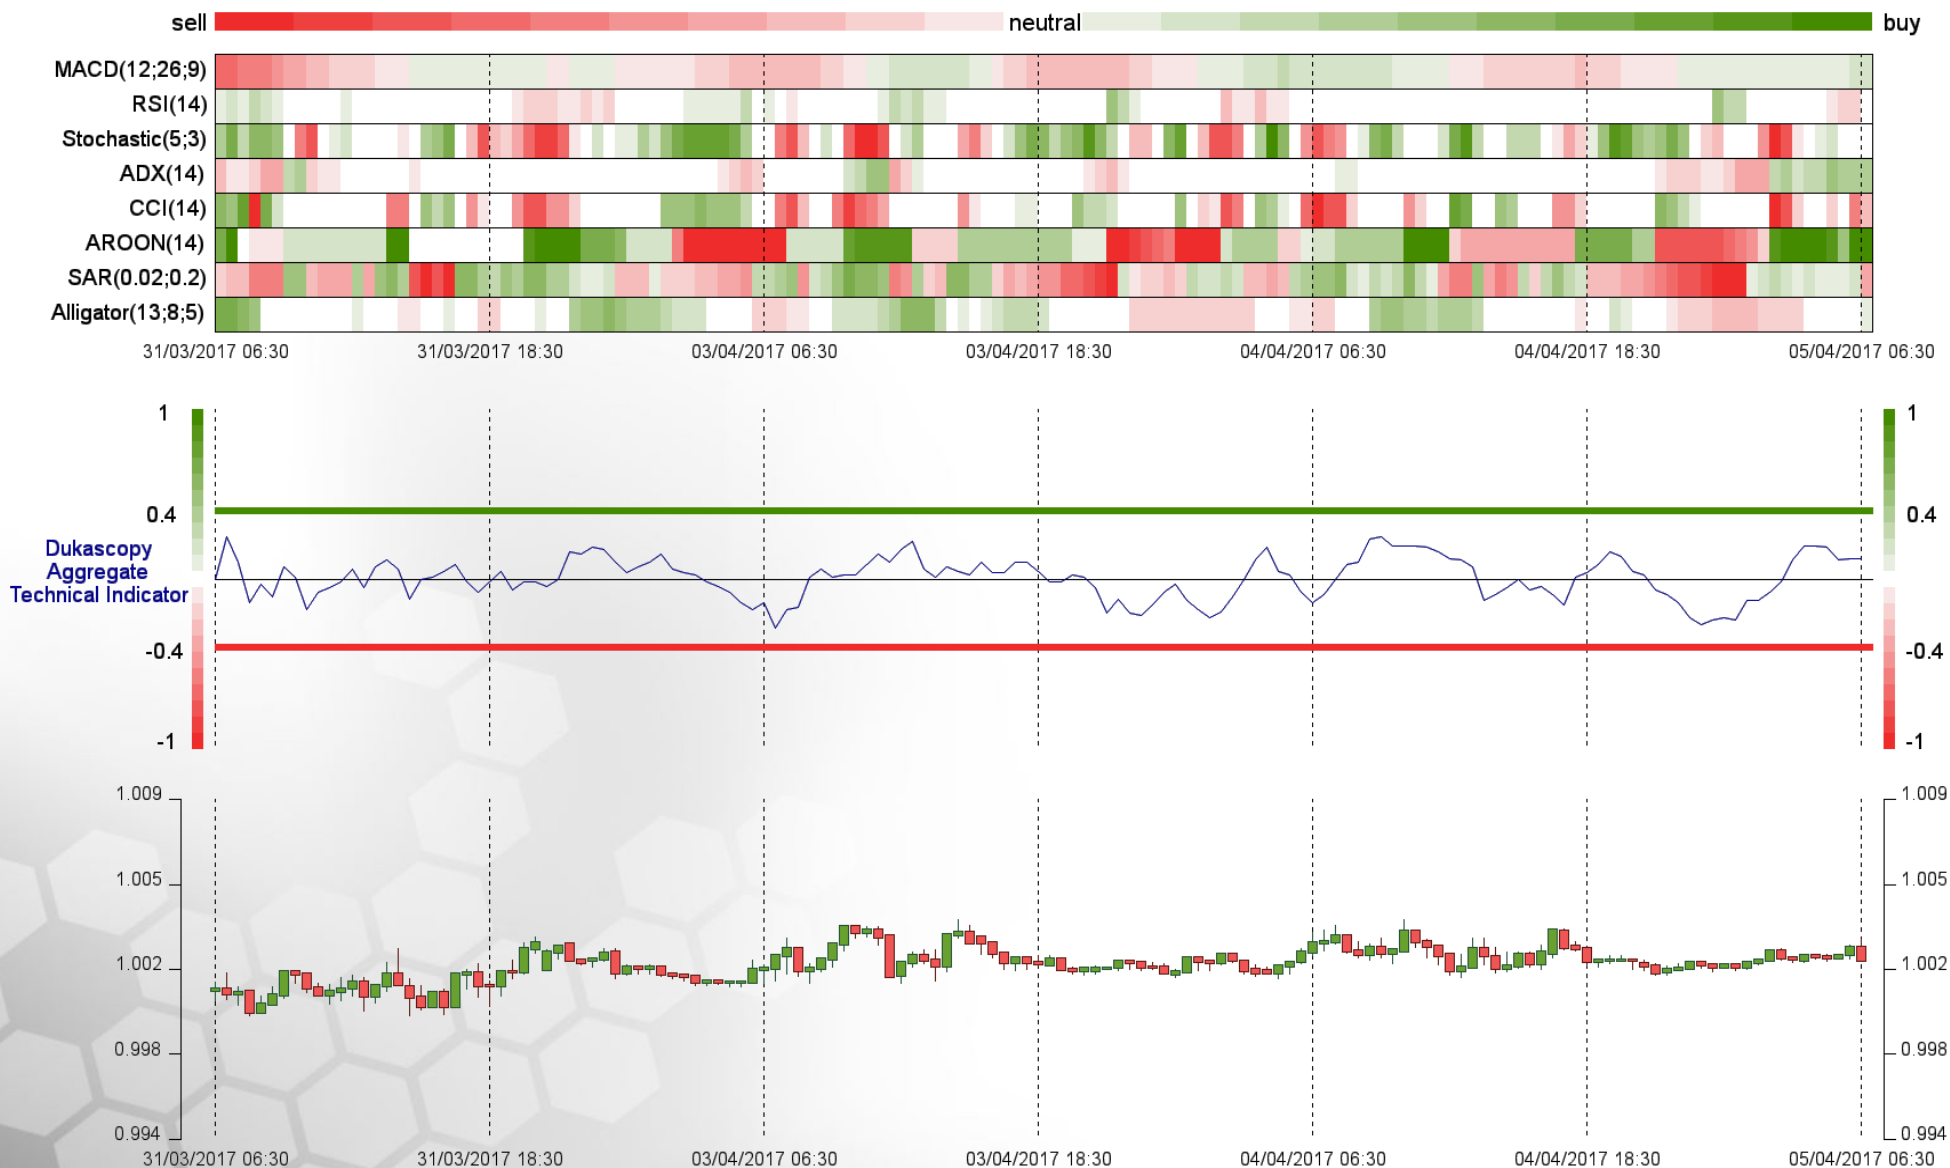 sell neutral buy
MACD(12;26;9)
RSI(14)
Stochastic(5;3)
ADX(14)
CCI(14)
AROON(14)
SAR(0.02;0.2)
Alligator(13;8;5)
31/03/2017 06:30 31/03/2017 18:30 03/04/2017 06:30 03/04/2017 18:30 04/04/2017 06:30 04/04/2017 18:30 05/04/2017 06:30
1 1
0.4 0.4
Dukascopy
Aggregate
Technical Indicator
-0.4 -0.4
-1 -1
1.009 1.009
1.005 1.005
1.002 1.002
0.998 0.998
0.994 0.994
31/03/2017 06:30 31/03/2017 18:30 03/04/2017 06:30 03/04/2017 18:30 04/04/2017 06:30 04/04/2017 18:30 05/04/2017 06:30